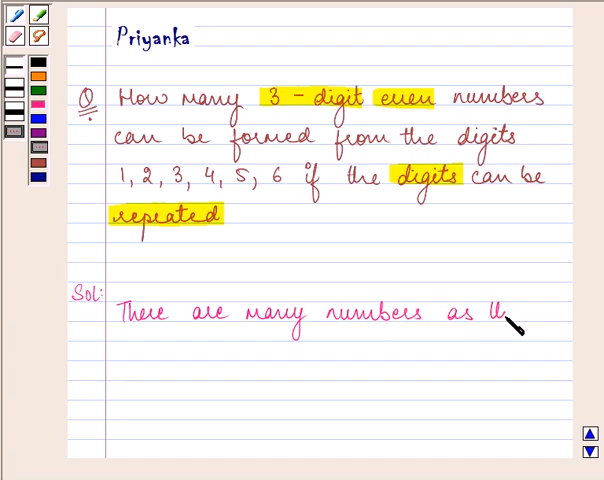 Priyanka
Q How many 3 - digit even numbers
can be formed from the digits
1, 2, 3, 4, 5, 6 if the digits can be
repeated
Sol:
There are many numbers as